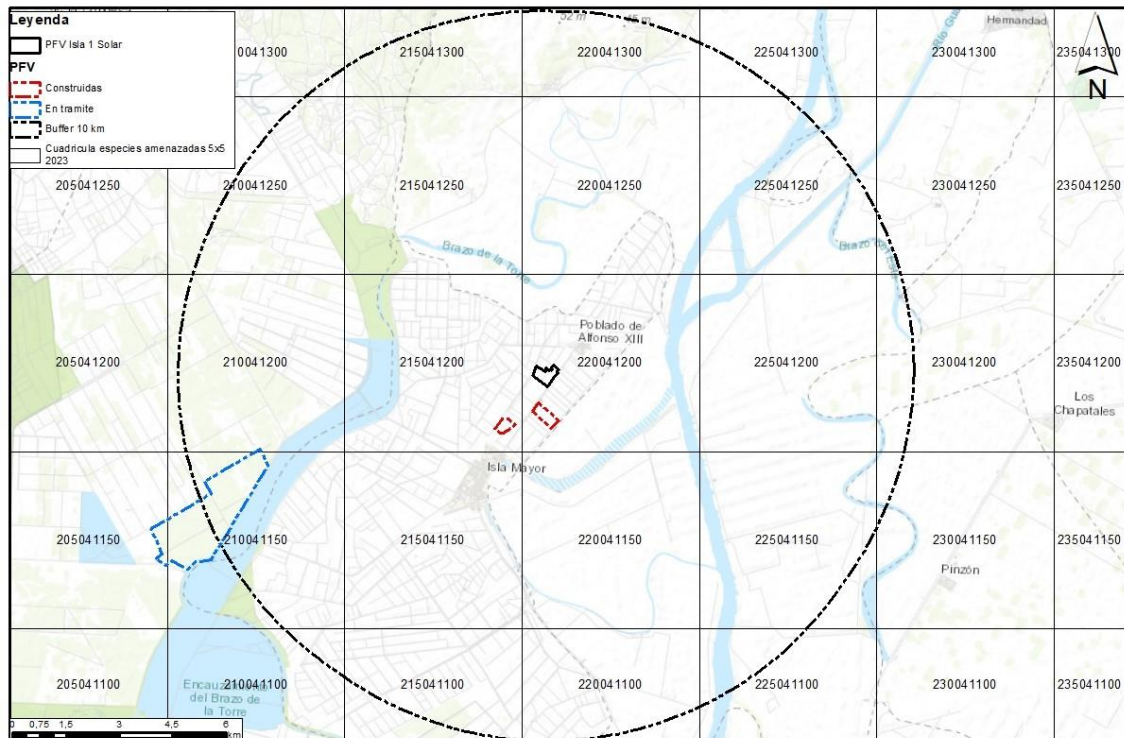 Leyenda
PFV Isla 1 Solar
PFV
Construidas
En tramite
Buffer 10 km
Cuadricula especies amenazadas 5x5
2023
52 m
45 m
Hermandad
N
041300
215041300
220041300
225041300
230041300
235041300
205041250
210041250
215041250
220041250
225041250
230041250
235041250
Brazo de la Torre
Poblado de
Alfonso XIII
205041200
210041200
215041200
220041200
225041200
230041200
235041200
Los
Chapatales
Isla Mayor
205041150
210041150
215041150
220041150
225041150
230041150
235041150
Pinzón
205041100
210041100
215041100
220041100
225041100
230041100
235041100
Encauzamiento
del Brazo de
la Torre
0 0,75 1,5 3 4,5 6
km